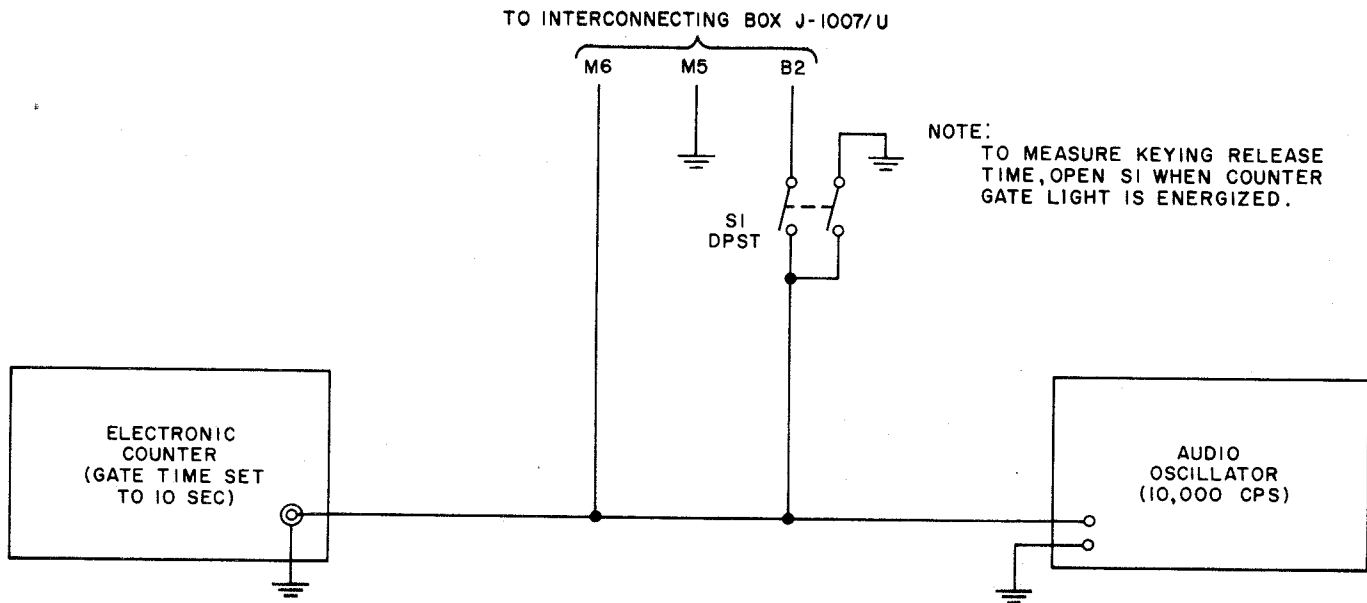 TO INTERCONNECTING BOX J-1007/U
M6 M5 B2
NOTE:
TO MEASURE KEYING RELEASE
TIME, OPEN S1 WHEN COUNTER
GATE LIGHT IS ENERGIZED.
S1
DPST
ELECTRONIC
COUNTER
(GATE TIME SET
TO 10 SEC)
AUDIO
OSCILLATOR
(10,000 CPS)